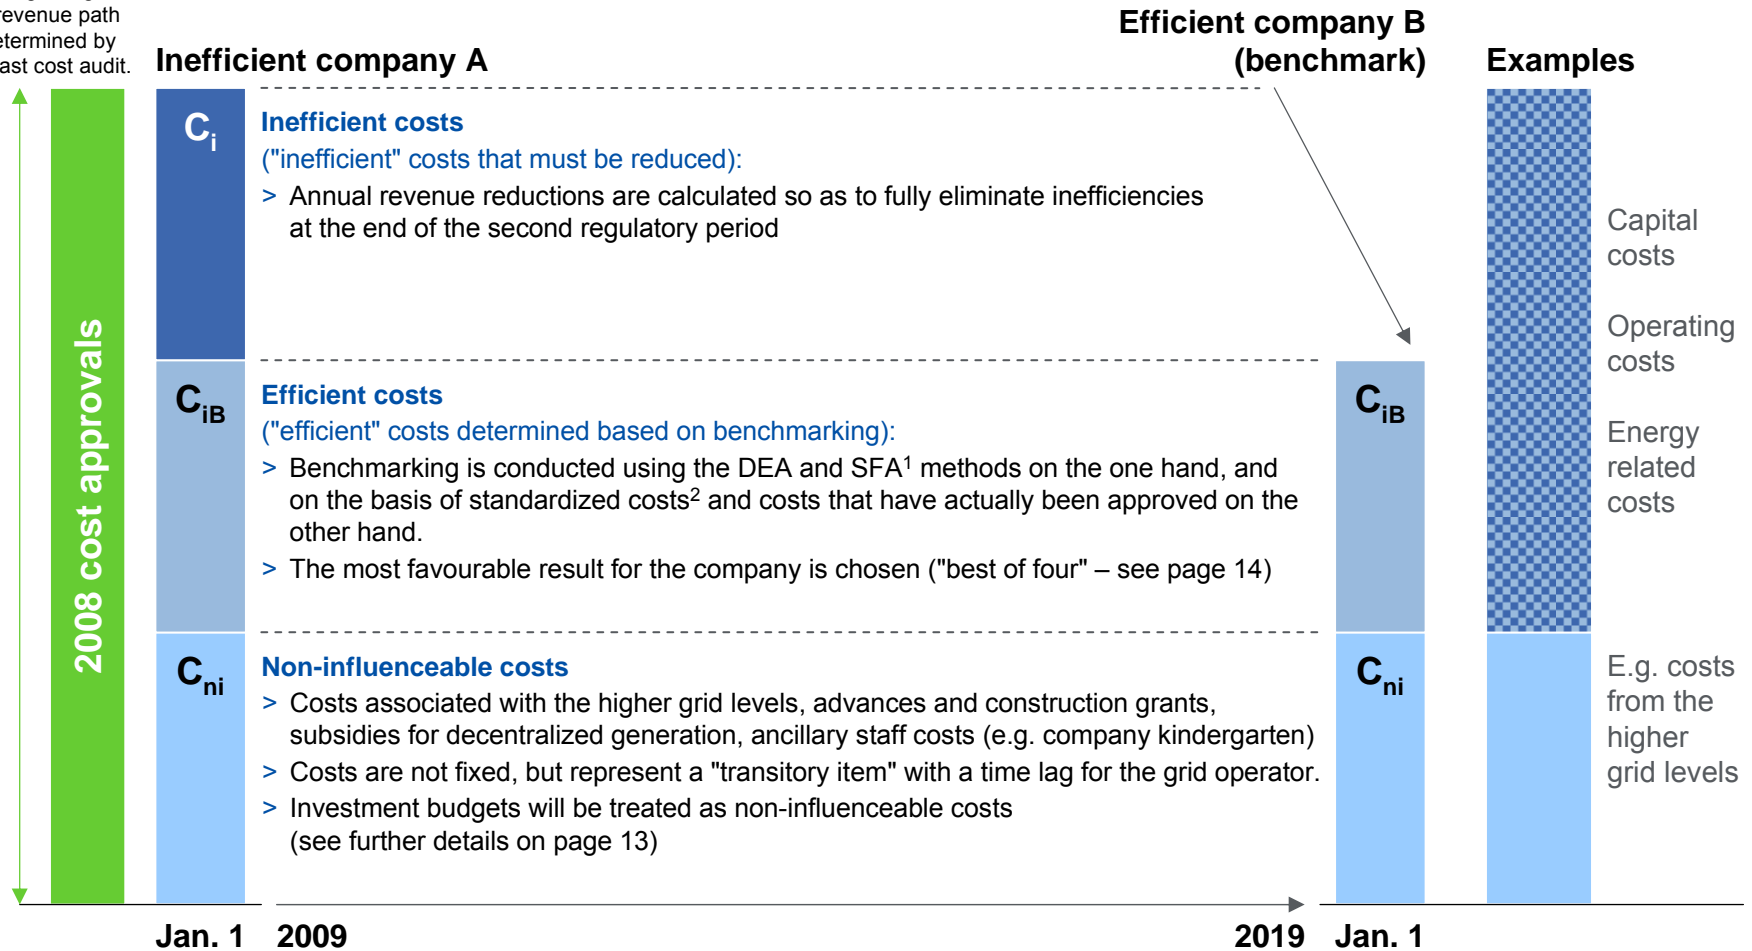 revenue path
determined by
last cost audit.
Inefficient company A
Efficient company B
(benchmark)
Examples
2008 cost approvals
Ci
Inefficient costs
("inefficient" costs that must be reduced):
> Annual revenue reductions are calculated so as to fully eliminate inefficiencies
at the end of the second regulatory period
CiB
Efficient costs
("efficient" costs determined based on benchmarking):
> Benchmarking is conducted using the DEA and SFA¹ methods on the one hand, and
on the basis of standardized costs² and costs that have actually been approved on the
other hand.
> The most favourable result for the company is chosen ("best of four" – see page 14)
CiB
Cni
Non-influenceable costs
> Costs associated with the higher grid levels, advances and construction grants,
subsidies for decentralized generation, ancillary staff costs (e.g. company kindergarten)
> Costs are not fixed, but represent a "transitory item" with a time lag for the grid operator.
> Investment budgets will be treated as non-influenceable costs
(see further details on page 13)
Cni
Capital
costs
Operating
costs
Energy
related
costs
E.g. costs
from the
higher
grid levels
Jan. 1 2009
2019 Jan. 1